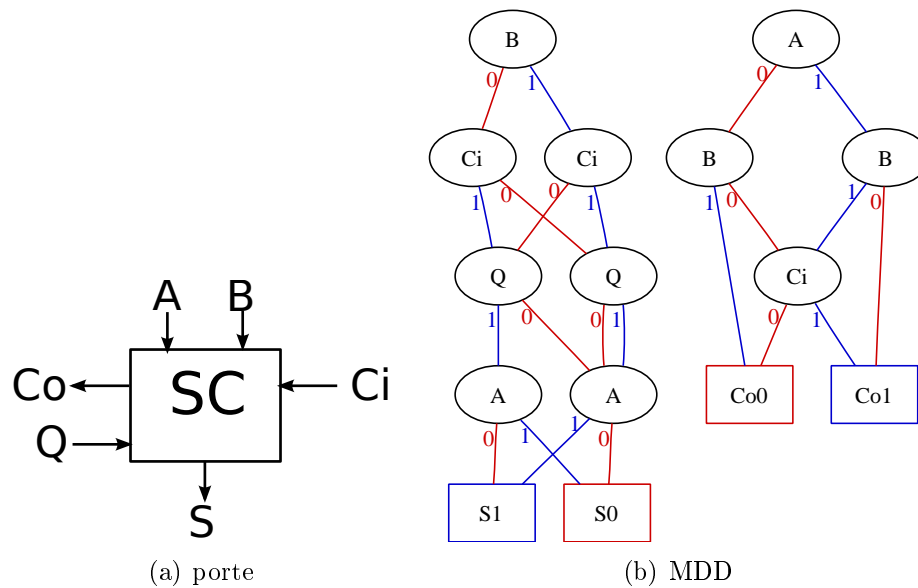 B A
0 1 0 1
Ci Ci B B
1 0 0 1 1 0 1 0
Q Q Ci
1 0 0 1 0 1
A B
Co SC Ci
Q
S
A A Co0 Co1
0 1 1 0
S1 S0
(a) porte (b) MDD